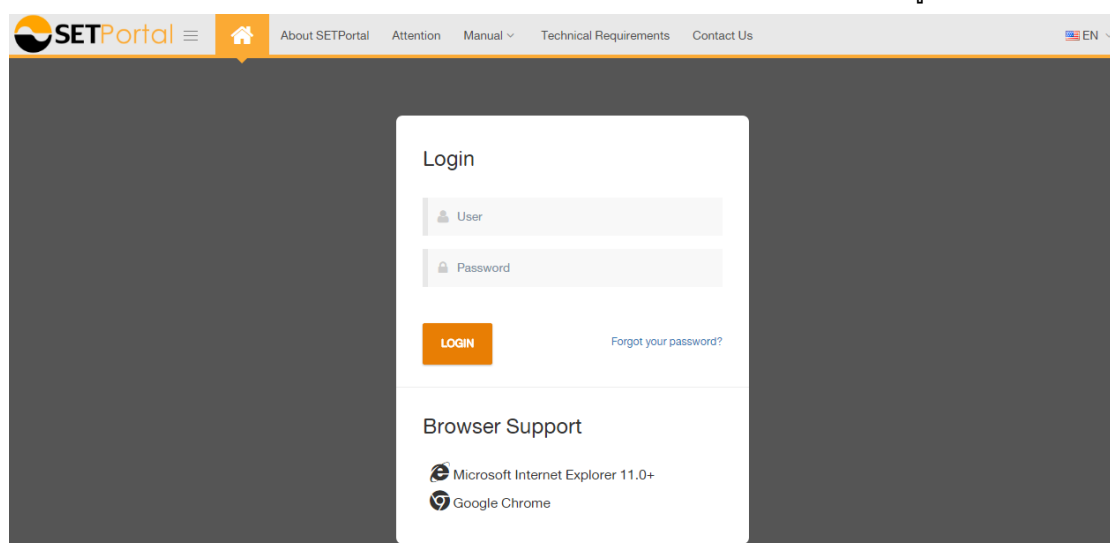 SETPortal
About SETPortal Attention Manual Technical Requirements Contact Us EN
Login
User
Password
LOGIN Forgot your password?
Browser Support
Microsoft Internet Explorer 11.0+
Google Chrome